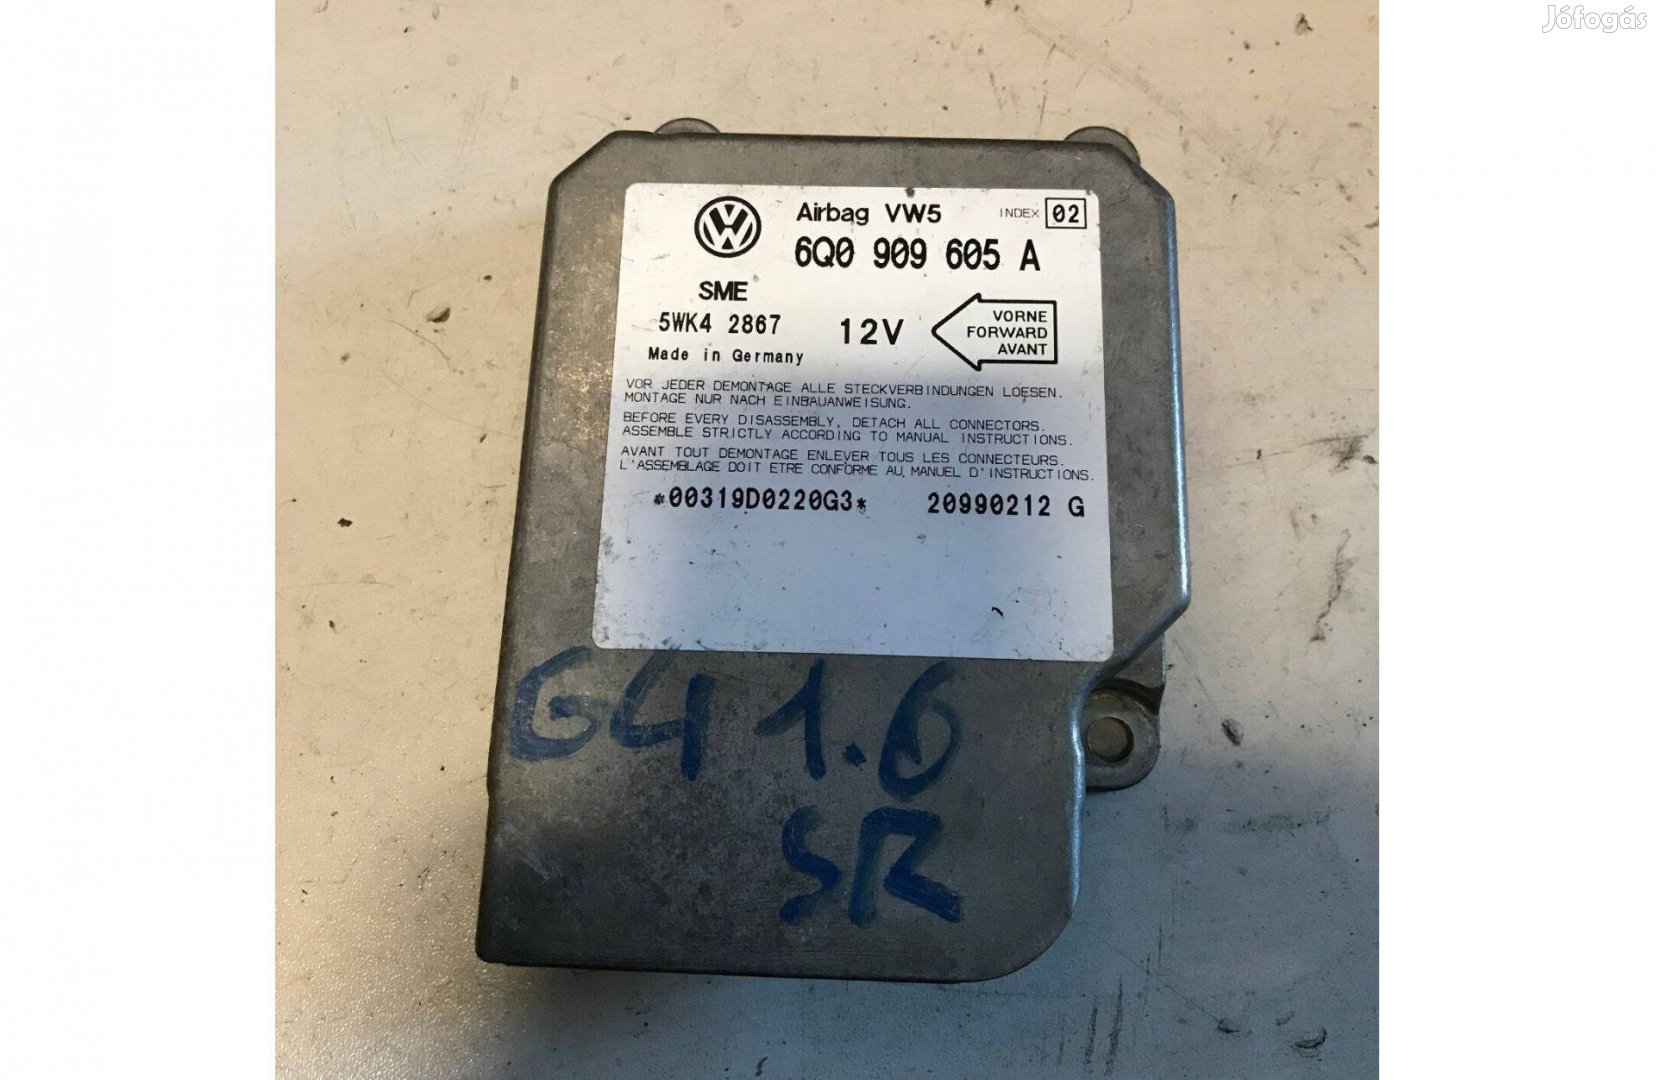 Jófogás
Airbag VW5 INDEX 02
6Q0 909 605 A
SME
5WK4 2867 12V
Made in Germany
VORNE
FORWARD
AVANT
VOR JEDER DEMONTAGE ALLE STECKVERBINDUNGEN LOESEN.
MONTAGE NUR NACH EINBAUANWEISUNG.
BEFORE EVERY DISASSEMBLY, DETACH ALL CONNECTORS.
ASSEMBLE STRICTLY ACCORDING TO MANUAL INSTRUCTIONS.
AVANT TOUT DEMONTAGE ENLEVER TOUS LES CONNECTEURS.
L'ASSEMBLAGE DOIT ETRE CONFORME AU MANUEL D'INSTRUCTIONS.
*00319D0220G3* 20990212 G
G4 1.6
SR